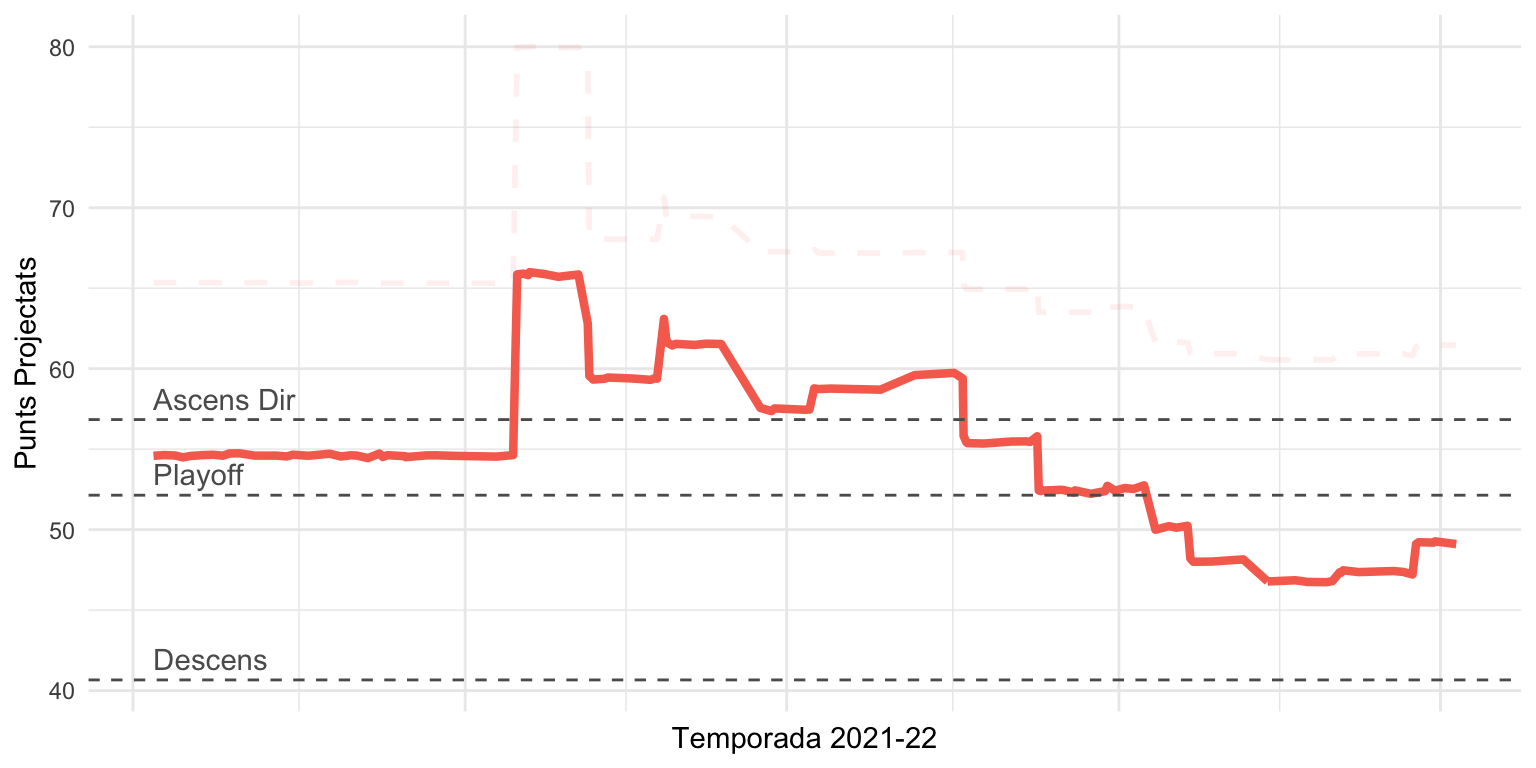 80
70
60
50
40
Punts Projectats
Ascens Dir
Playoff
Descens
Temporada 2021-22